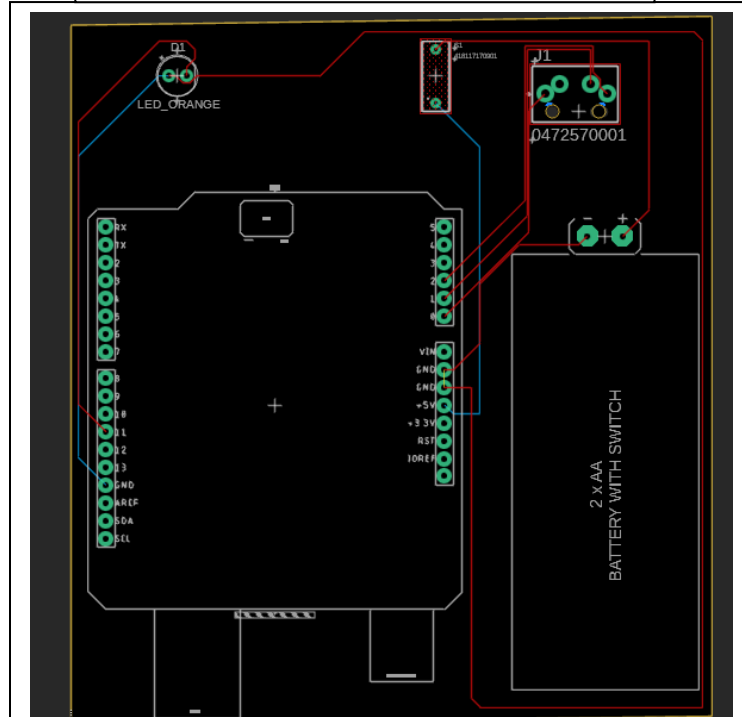 D1
LED_ORANGE
S1
418117170901
J1
0472570001
- +
RX
TX
2
3
4
5
6
7
8
9
10
11
12
13
GND
AREF
SDA
SCL
5
4
3
2
1
0
VIN
GND
GND
+5V
+3 3V
RST
IOREF
2 x AA
BATTERY WITH SWITCH